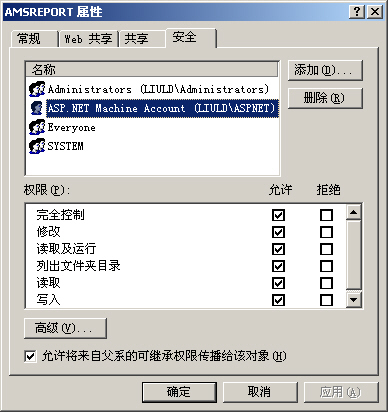 AMSREPORT 属性
常规 Web 共享 共享 安全
名称
添加(D)...
Administrators (LIULD\Administrators)
删除(R)
ASP.NET Machine Account (LIULD\ASPNET)
Everyone
SYSTEM
权限(P): 允许 拒绝
完全控制
修改
读取及运行
列出文件夹目录
读取
写入
高级(V)...
允许将来自父系的可继承权限传播给该对象(H)
确定 取消 应用(A)